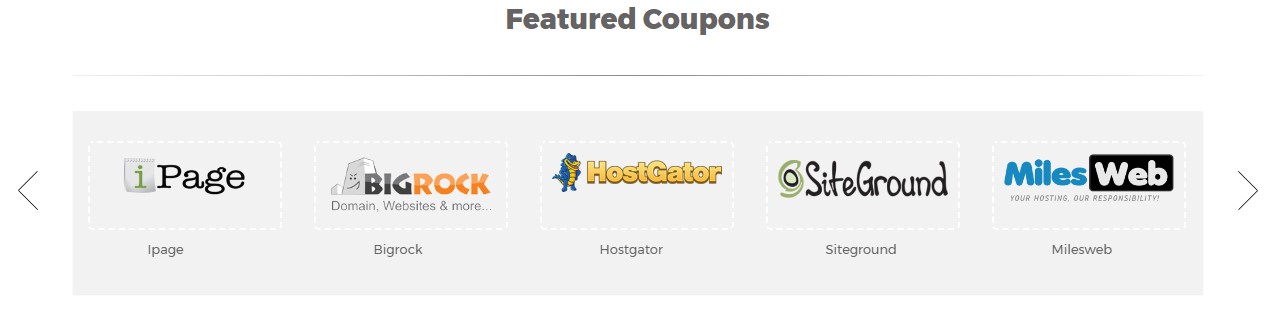 Featured Coupons
iPage
BIGROCK
Domain, Websites & more...
HostGator
SiteGround
Miles Web
YOUR HOSTING, OUR RESPONSIBILITY!
Ipage
Bigrock
Hostgator
Siteground
Milesweb